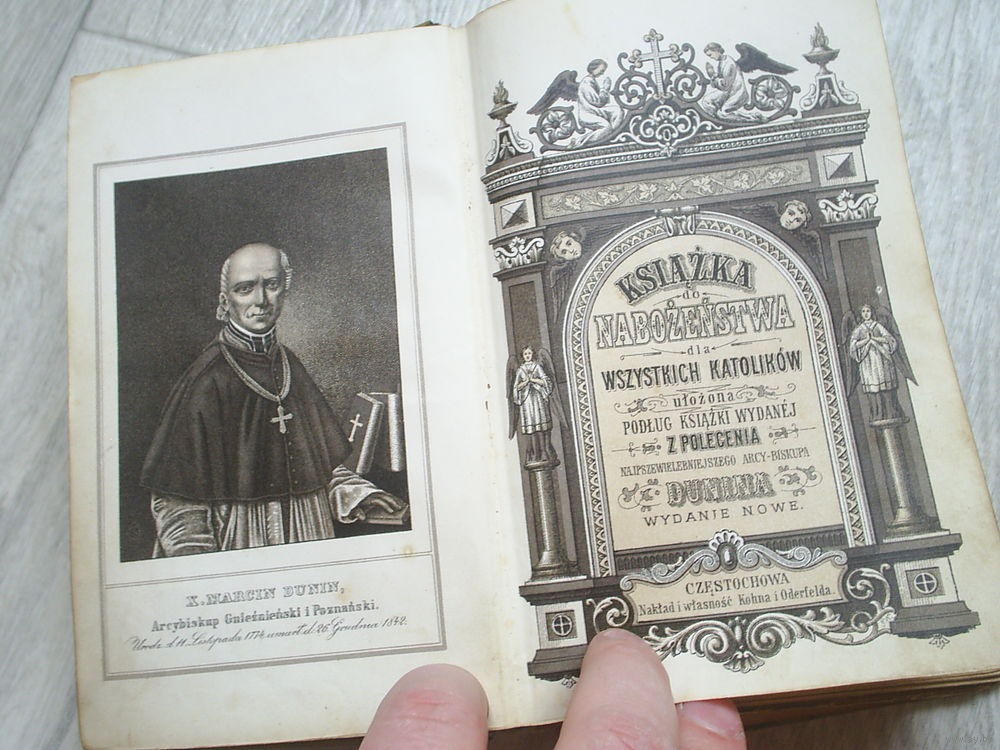 X. MARCIN DUNIN,
Arcybiskup Gnieźnieński i Poznański.
Urodz. d. 11. Listopada 1774, umarł d. 26. Grudnia 1842.
KSIĄŻKA
do
NABOŻEŃSTWA
dla
WSZYSTKICH KATOLIKÓW
ułożona
PODŁUG KSIĄŻKI WYDANÉJ
Z POLECENIA
NAJPRZEWIELEBNIEJSZEGO ARCY-BISKUPA
DUNINA
WYDANIE NOWE.
CZĘSTOCHOWA
Nakład i własność Kohna i Oderfelda.